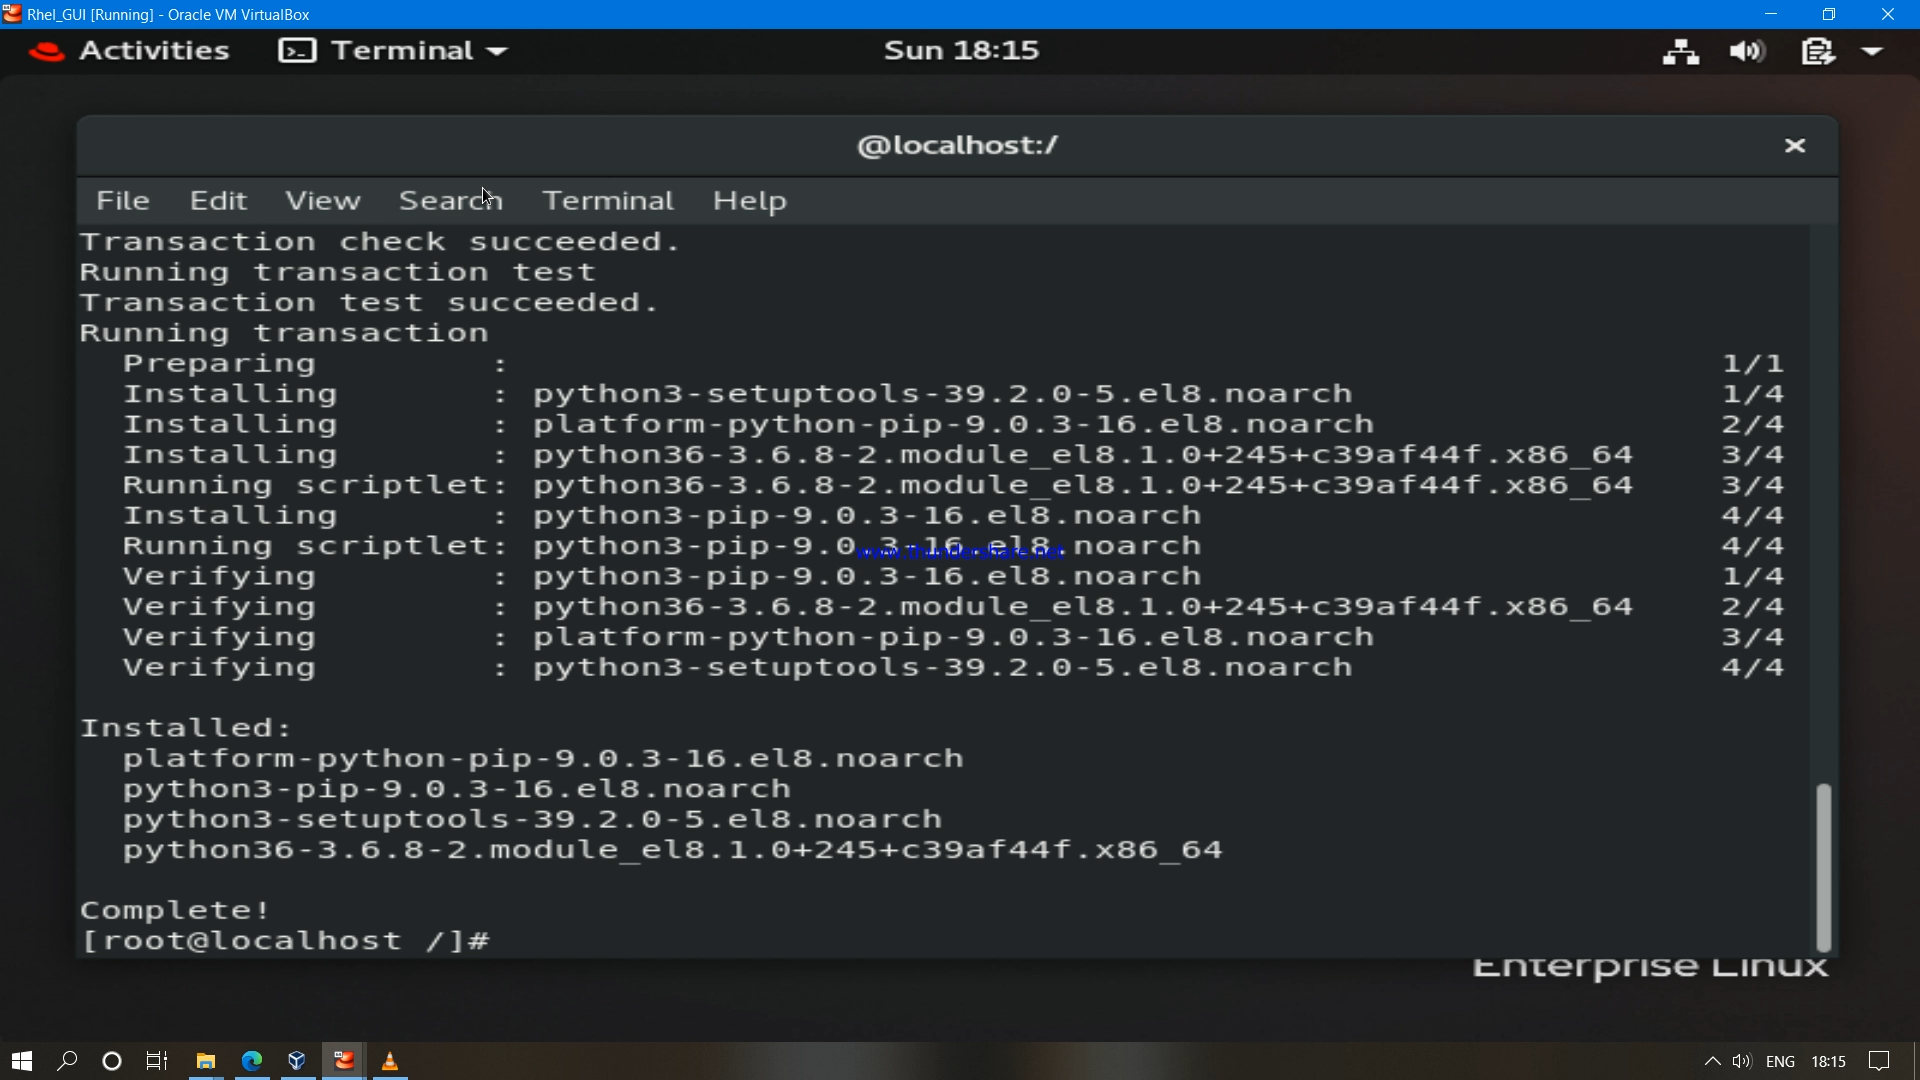 Rhel_GUI [Running] - Oracle VM VirtualBox
Activities Terminal Sun 18:15
@localhost:/
File Edit View Search Terminal Help
Transaction check succeeded.
Running transaction test
Transaction test succeeded.
Running transaction
Preparing : 1/1
Installing : python3-setuptools-39.2.0-5.el8.noarch 1/4
Installing : platform-python-pip-9.0.3-16.el8.noarch 2/4
Installing : python36-3.6.8-2.module_el8.1.0+245+c39af44f.x86_64 3/4
Running scriptlet: python36-3.6.8-2.module_el8.1.0+245+c39af44f.x86_64 3/4
Installing : python3-pip-9.0.3-16.el8.noarch 4/4
Running scriptlet: python3-pip-9.0.3-16.el8.noarch 4/4
www.thundershare.net
Verifying : python3-pip-9.0.3-16.el8.noarch 1/4
Verifying : python36-3.6.8-2.module_el8.1.0+245+c39af44f.x86_64 2/4
Verifying : platform-python-pip-9.0.3-16.el8.noarch 3/4
Verifying : python3-setuptools-39.2.0-5.el8.noarch 4/4
Installed:
platform-python-pip-9.0.3-16.el8.noarch
python3-pip-9.0.3-16.el8.noarch
python3-setuptools-39.2.0-5.el8.noarch
python36-3.6.8-2.module_el8.1.0+245+c39af44f.x86_64
Complete!
[root@localhost /]#
Enterprise Linux
ENG 18:15